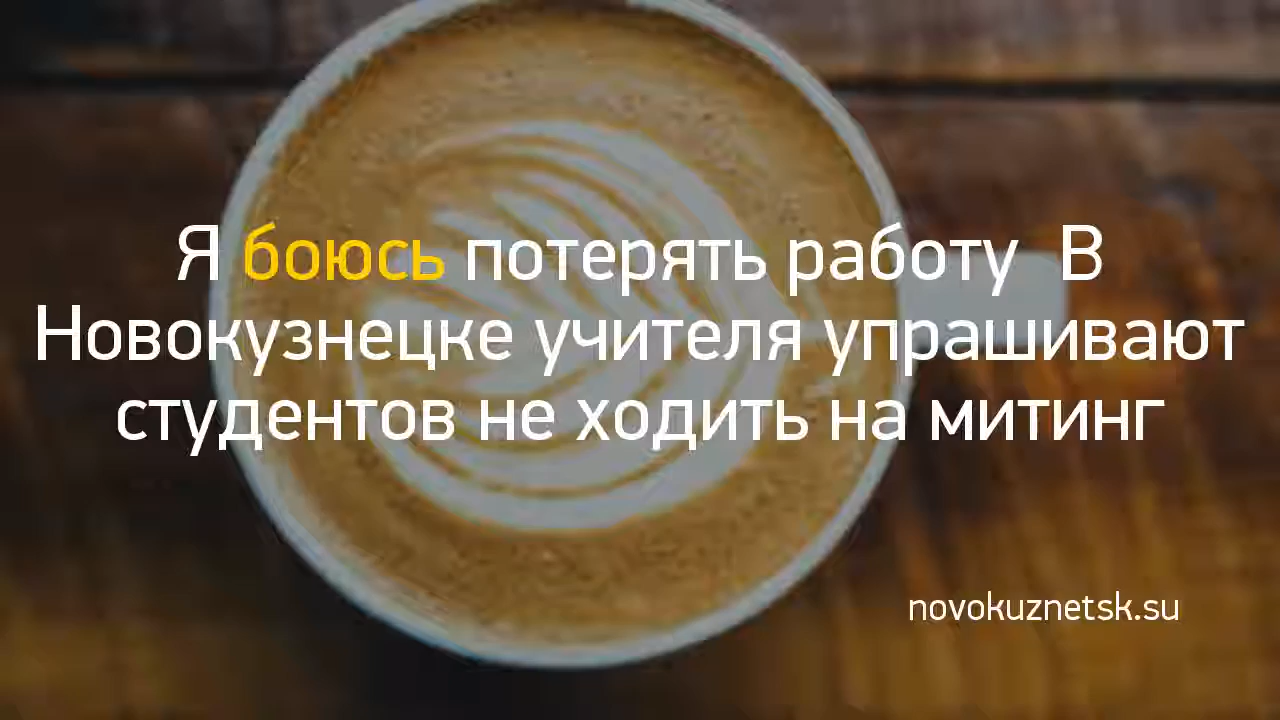 Я боюсь потерять работу В
Новокузнецке учителя упрашивают
студентов не ходить на митинг
novokuznetsk.su